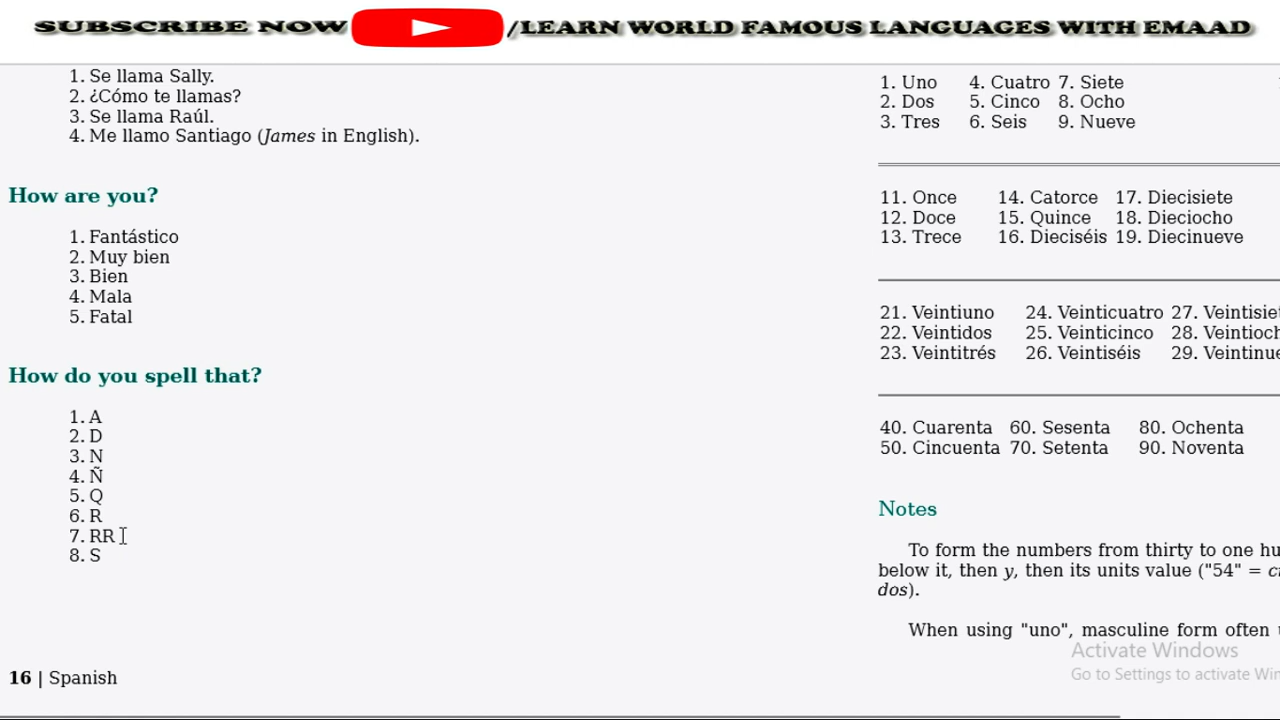 SUBSCRIBE NOW /LEARN WORLD FAMOUS LANGUAGES WITH EMAAD
1. Se llama Sally.
2. ¿Cómo te llamas?
3. Se llama Raúl.
4. Me llamo Santiago (James in English).
How are you?
1. Fantástico
2. Muy bien
3. Bien
4. Mala
5. Fatal
How do you spell that?
1. A
2. D
3. N
4. Ñ
5. Q
6. R
7. RR
8. S
16 | Spanish
1. Uno 4. Cuatro 7. Siete
2. Dos 5. Cinco 8. Ocho
3. Tres 6. Seis 9. Nueve
11. Once 14. Catorce 17. Diecisiete
12. Doce 15. Quince 18. Dieciocho
13. Trece 16. Dieciséis 19. Diecinueve
21. Veintiuno 24. Veinticuatro 27.
22. Veintidos 25. Veinticinco 28.
23. Veintitrés 26. Veintiséis 29.
40. Cuarenta 60. Sesenta 80. Ochenta
50. Cincuenta 70. Setenta 90. Noventa
Notes
To form the numbers from thirty to one
below it, then y, then its units value ("54" =
dos).
When using "uno", masculine form often
Activate Windows
Go to Settings to activate